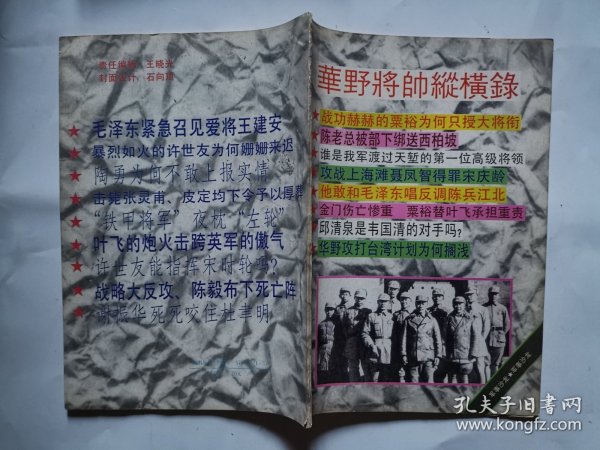 责任编辑 王晓光
封面设计 石向
毛泽东紧急召见爱将王建安
暴烈如火的许世友为何姗姗来迟
陶勇为何不敢上报实情
击毙张灵甫、皮定均下令予以厚葬
“铁甲将军”夜枕“左轮”
叶飞的炮火击跨英军的傲气
许世友能指挥宋时轮吗?
战略大反攻、陈毅布下死亡阵
谢振华死死咬住杜聿明
華野将帅縱橫錄
战功赫赫的粟裕为何只授大将衔
陈老总被部下绑送西柏坡
谁是我军渡过天堑的第一位高级将领
攻战上海滩聂凤智得罪宋庆龄
他敢和毛泽东唱反调陈兵江北
金门伤亡惨重 粟裕替叶飞承担重责
邱清泉是韦国清的对手吗?
华野攻打台湾计划为何搁浅
孔夫子旧书网
www.kongfz.com